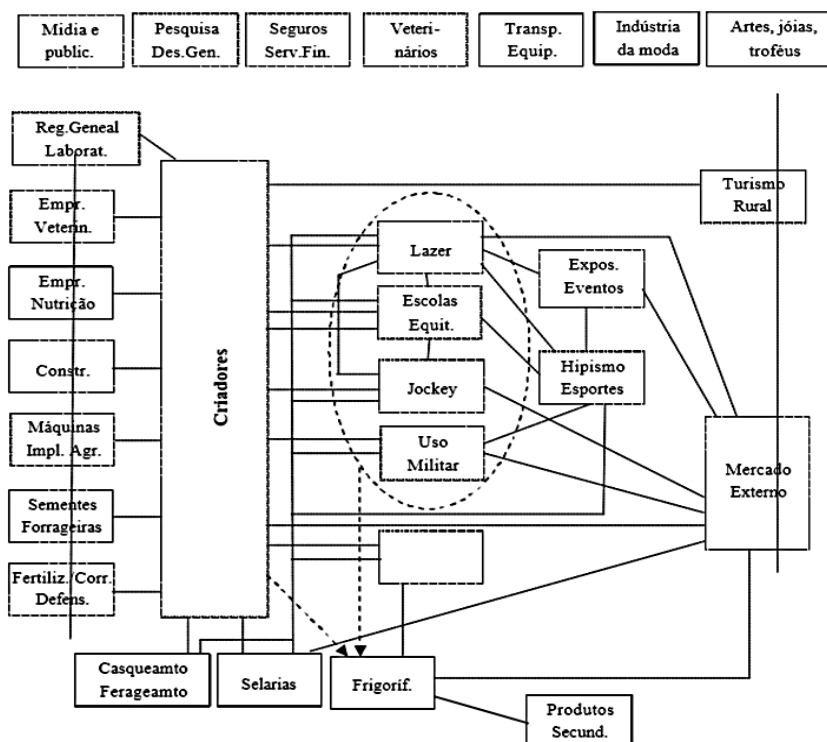 Mídia e
public.
Pesquisa
Des.Gen.
Seguros
Serv.Fin.
Veteri-
nários
Transp.
Equip.
Indústria
da moda
Artes, jóias,
troféus
Reg.Geneal
Laborat.
Turismo
Rural
Empr.
Veterin.
Lazer
Expos.
Eventos
Empr.
Nutrição
Escolas
Equit.
Criadores
Constr.
Jockey
Hipismo
Esportes
Máquinas
Impl. Agr.
Uso
Militar
Mercado
Externo
Sementes
Forrageiras
Fertiliz./Corr.
Defens.
Casqueamto
Ferageamto
Selarias
Frigoríf.
Produtos
Secund.